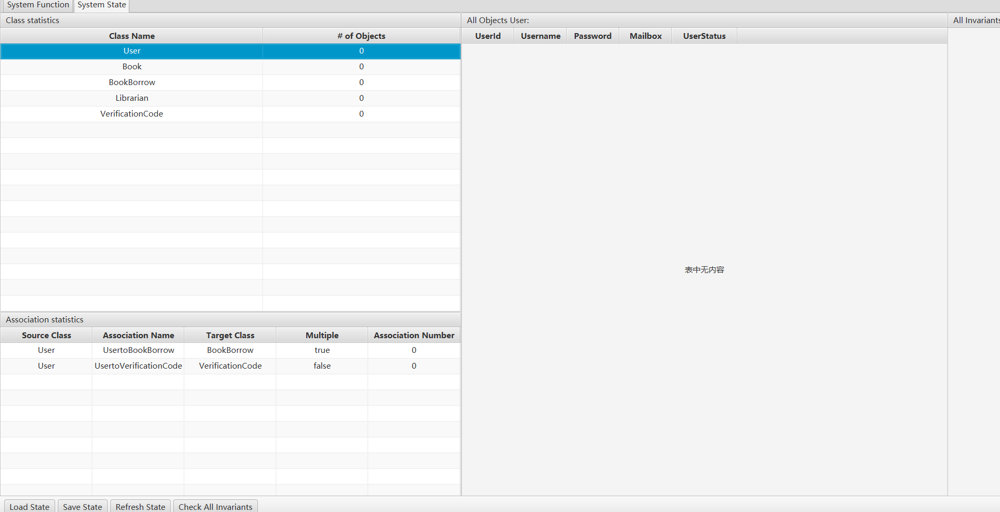 System Function System State
Class statistics
Class Name # of Objects
User 0
Book 0
BookBorrow 0
Librarian 0
VerificationCode 0
Association statistics
Source Class Association Name Target Class Multiple Association Number
User UsertoBookBorrow BookBorrow true 0
User UsertoVerificationCode VerificationCode false 0
All Objects User:
UserId Username Password Mailbox UserStatus
表中无内容
All Invariants
Load State Save State Refresh State Check All Invariants